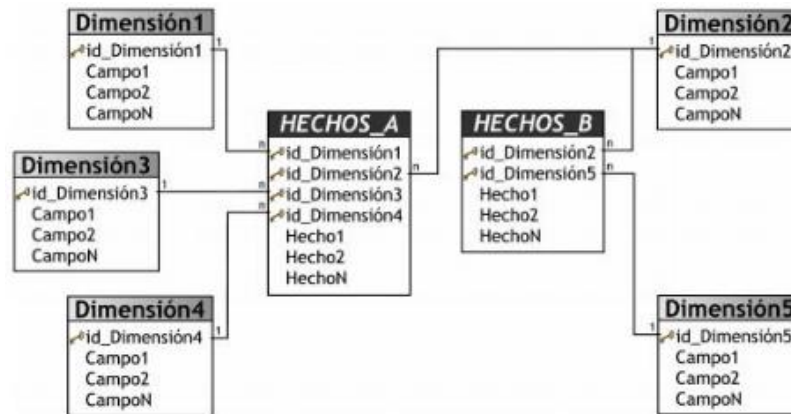 Dimensión1
id_Dimensión1
Campo1
Campo2
CampoN
1
Dimensión3
id_Dimensión3
Campo1
Campo2
CampoN
1
Dimensión4
id_Dimensión4
Campo1
Campo2
CampoN
1
HECHOS_A
id_Dimensión1
id_Dimensión2
id_Dimensión3
id_Dimensión4
Hecho1
Hecho2
HechoN
n
n
n
n
HECHOS_B
id_Dimensión2
id_Dimensión5
Hecho1
Hecho2
HechoN
n
n
Dimensión2
id_Dimensión2
Campo1
Campo2
CampoN
1
Dimensión5
id_Dimensión5
Campo1
Campo2
CampoN
1